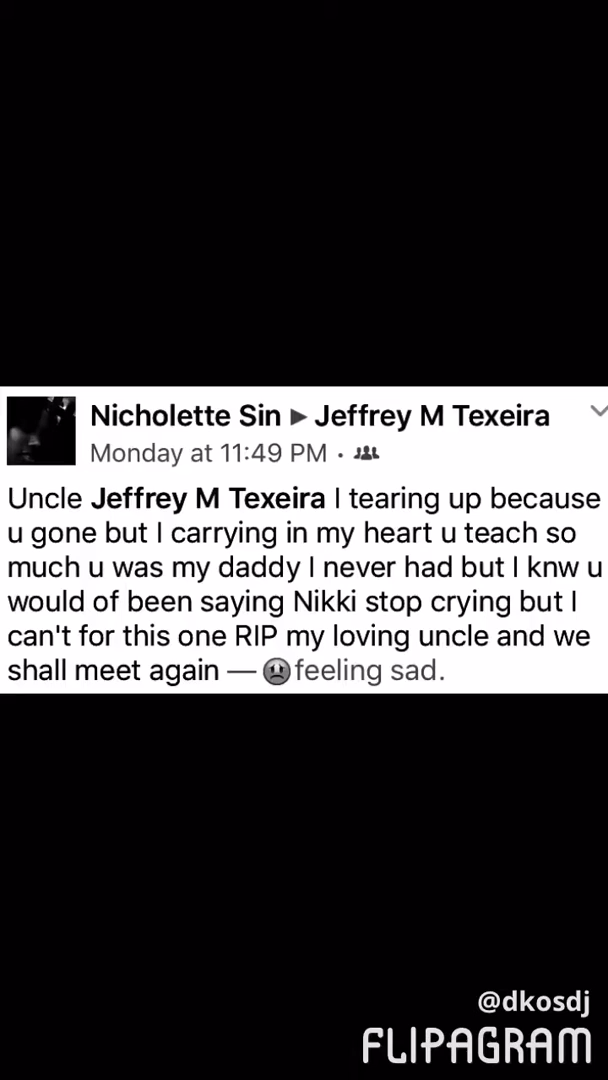 Nicholette Sin ▶ Jeffrey M Texeira
Monday at 11:49 PM ·
Uncle Jeffrey M Texeira I tearing up because
u gone but I carrying in my heart u teach so
much u was my daddy I never had but I knw u
would of been saying Nikki stop crying but I
can't for this one RIP my loving uncle and we
shall meet again — feeling sad.
@dkosdj
FLIPAGRAM